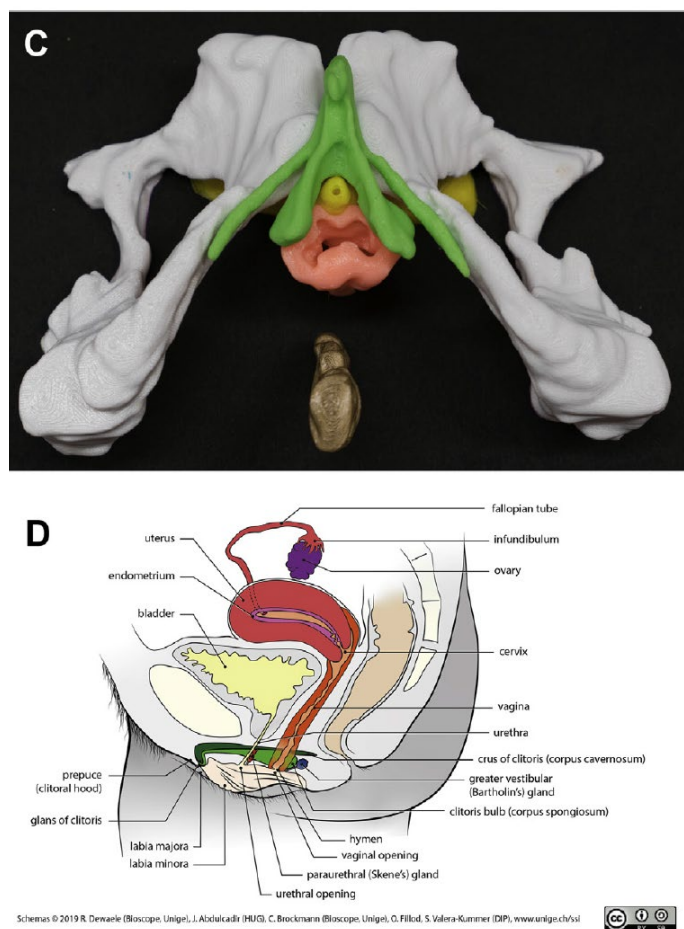 C
D
fallopian tube
uterus
infundibulum
endometrium
ovary
bladder
cervix
vagina
urethra
crus of clitoris (corpus cavernosum)
prepuce
(clitoral hood)
greater vestibular
(Bartholin's) gland
glans of clitoris
clitoris bulb (corpus spongiosum)
labia majora
hymen
labia minora
vaginal opening
paraurethral (Skene's) gland
urethral opening
Schemas © 2019 R. Dewaele (Bioscope, Unige), J. Abdulcadir (HUG), C. Brockmann (Bioscope, Unige), O. Fillod, S. Valera-Kummer (DIP), www.unige.ch/ssi
cc